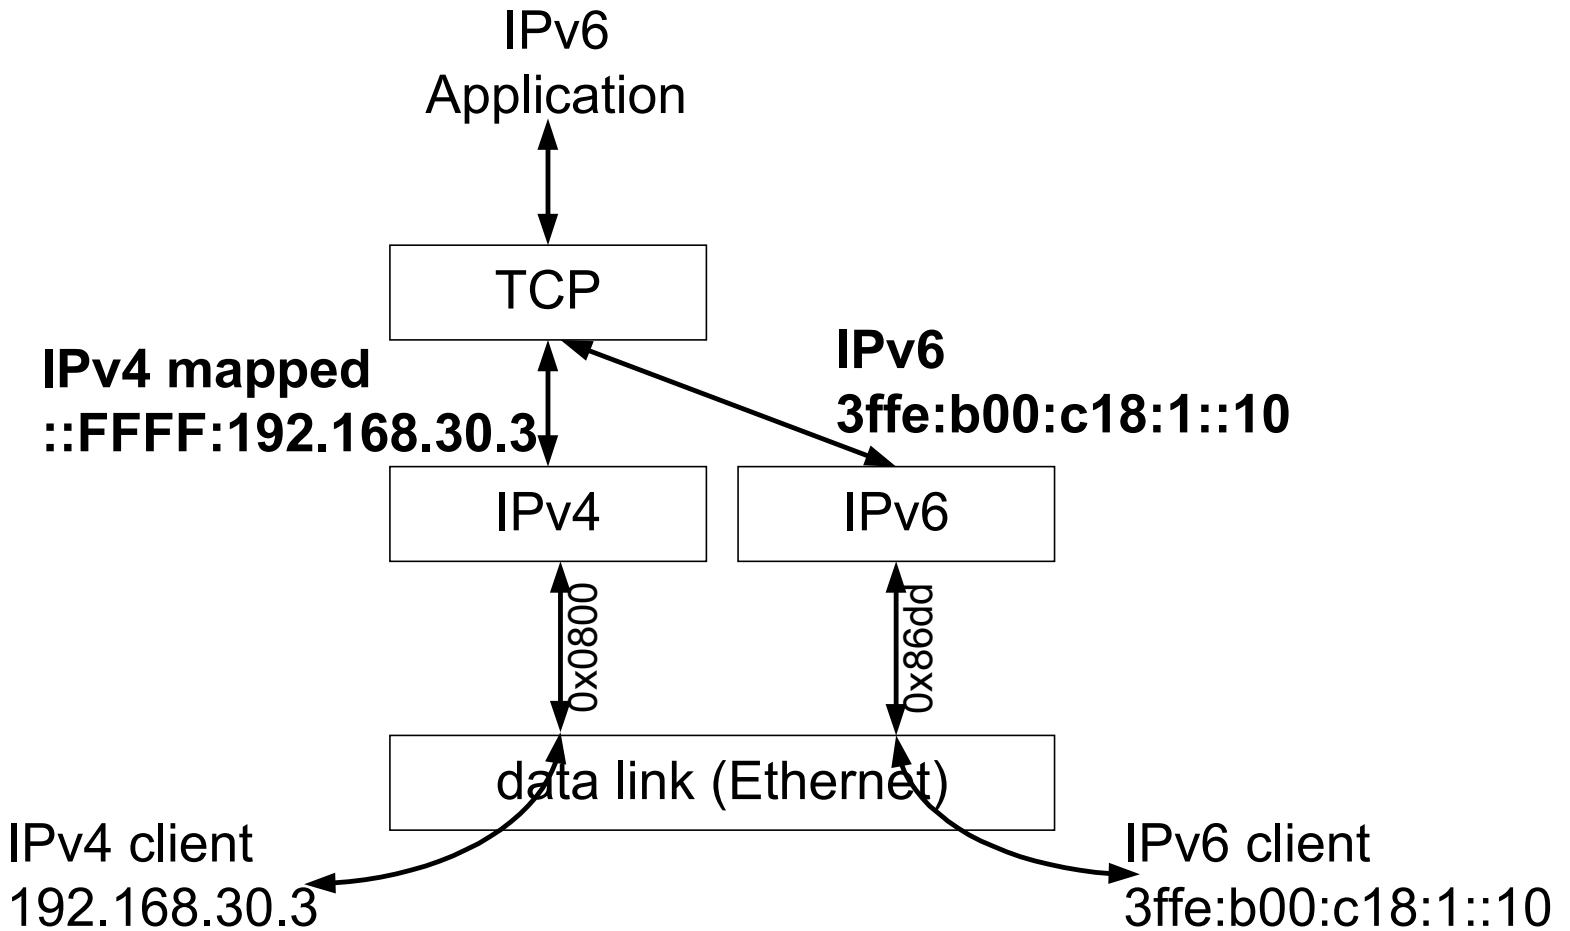 IPv6
Application
TCP
IPv4 mapped
::FFFF:192.168.30.3
IPv6
3ffe:b00:c18:1::10
IPv4
IPv6
0x0800
0x86dd
data link (Ethernet)
IPv4 client
192.168.30.3
IPv6 client
3ffe:b00:c18:1::10